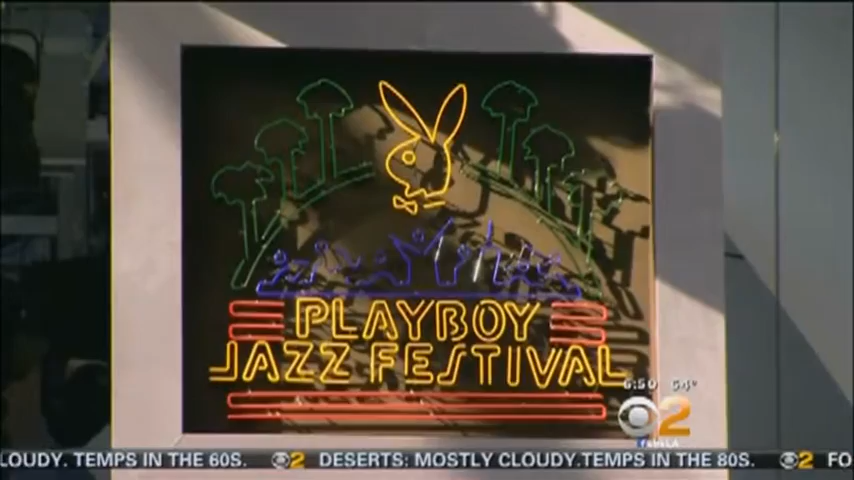 PLAYBOY
JAZZ FESTIVAL
6:50 64°
2
LOUDY. TEMPS IN THE 60S. 2 DESERTS: MOSTLY CLOUDY.TEMPS IN THE 80S. 2 FO